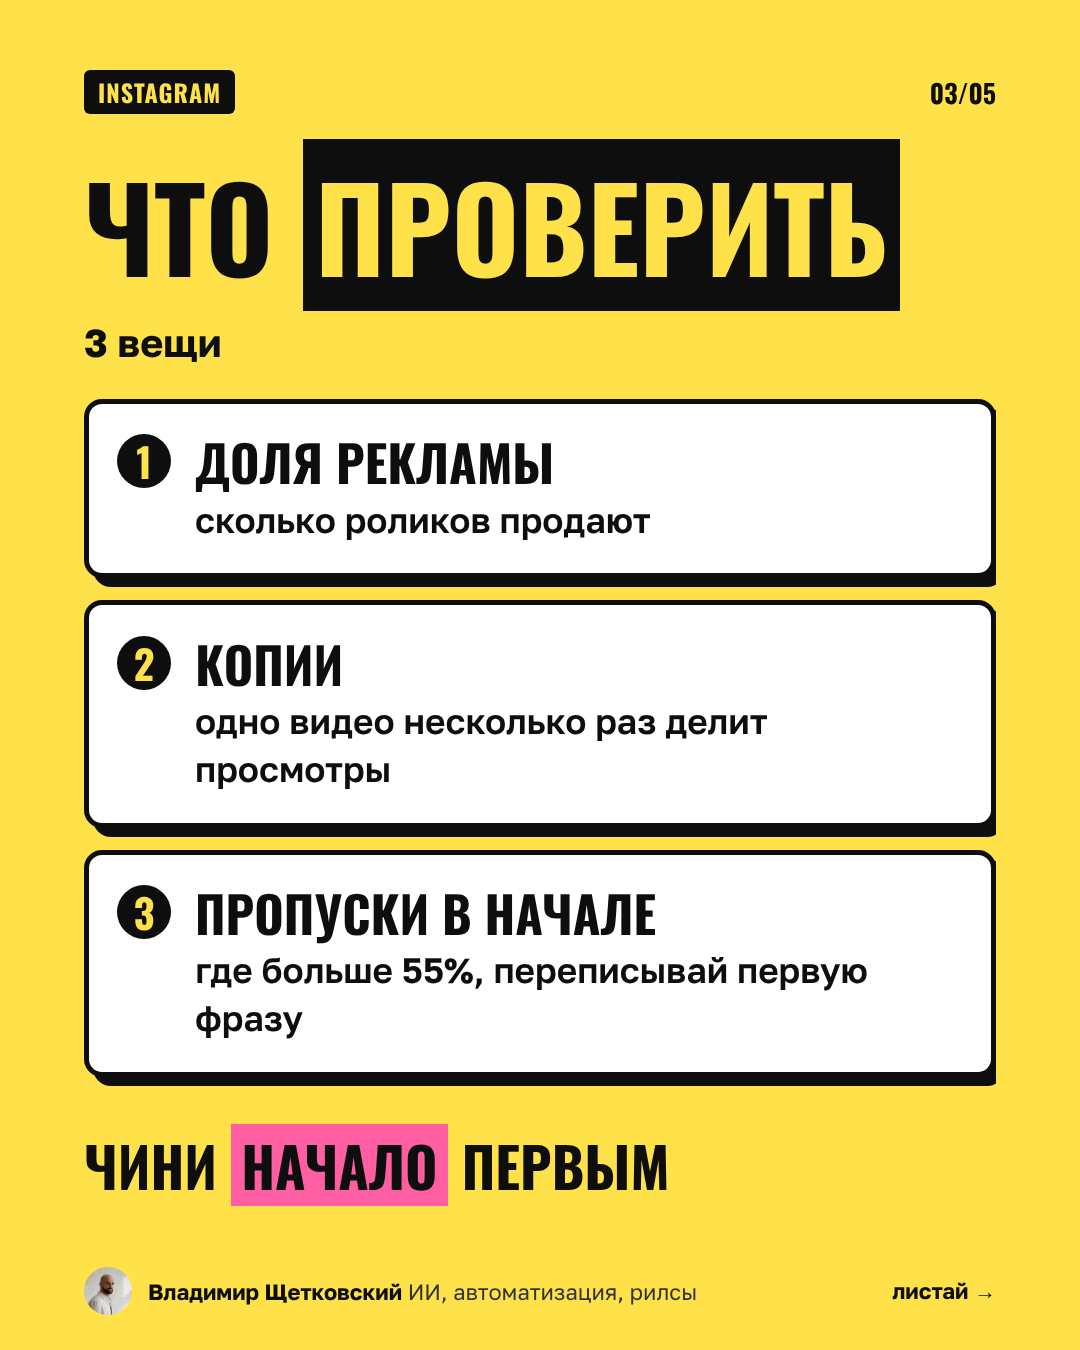 INSTAGRAM
03/05
ЧТО ПРОВЕРИТЬ
3 вещи
1 ДОЛЯ РЕКЛАМЫ
сколько роликов продают
2 КОПИИ
одно видео несколько раз делит
просмотры
3 ПРОПУСКИ В НАЧАЛЕ
где больше 55%, переписывай первую
фразу
ЧИНИ НАЧАЛО ПЕРВЫМ
Владимир Щетковский ИИ, автоматизация, рилсы
листай →